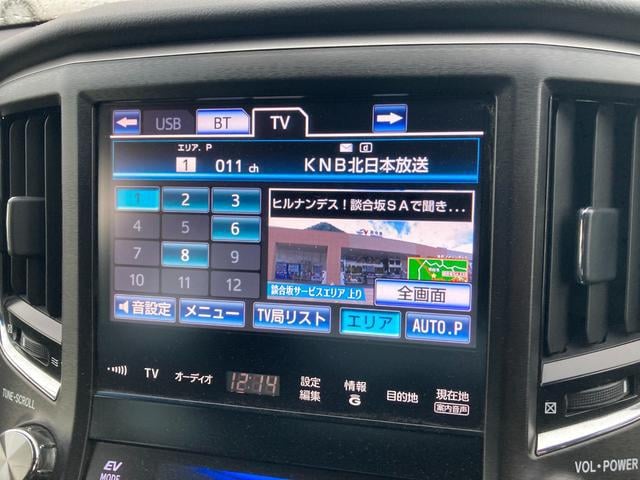 USB BT TV
エリア. P
1 011 ch KNB北日本放送
1 2 3
4 5 6
7 8 9
10 11 12
ヒルナンデス！談合坂SAで聞き...
談合坂サービスエリア 上り
全画面
音設定 メニュー TV局リスト エリア AUTO.P
TV オーディオ 12:14 設定編集 情報 G 目的地 現在地
案内音声
TUNE・SCROLL
EV
MODE
VOL・POWER